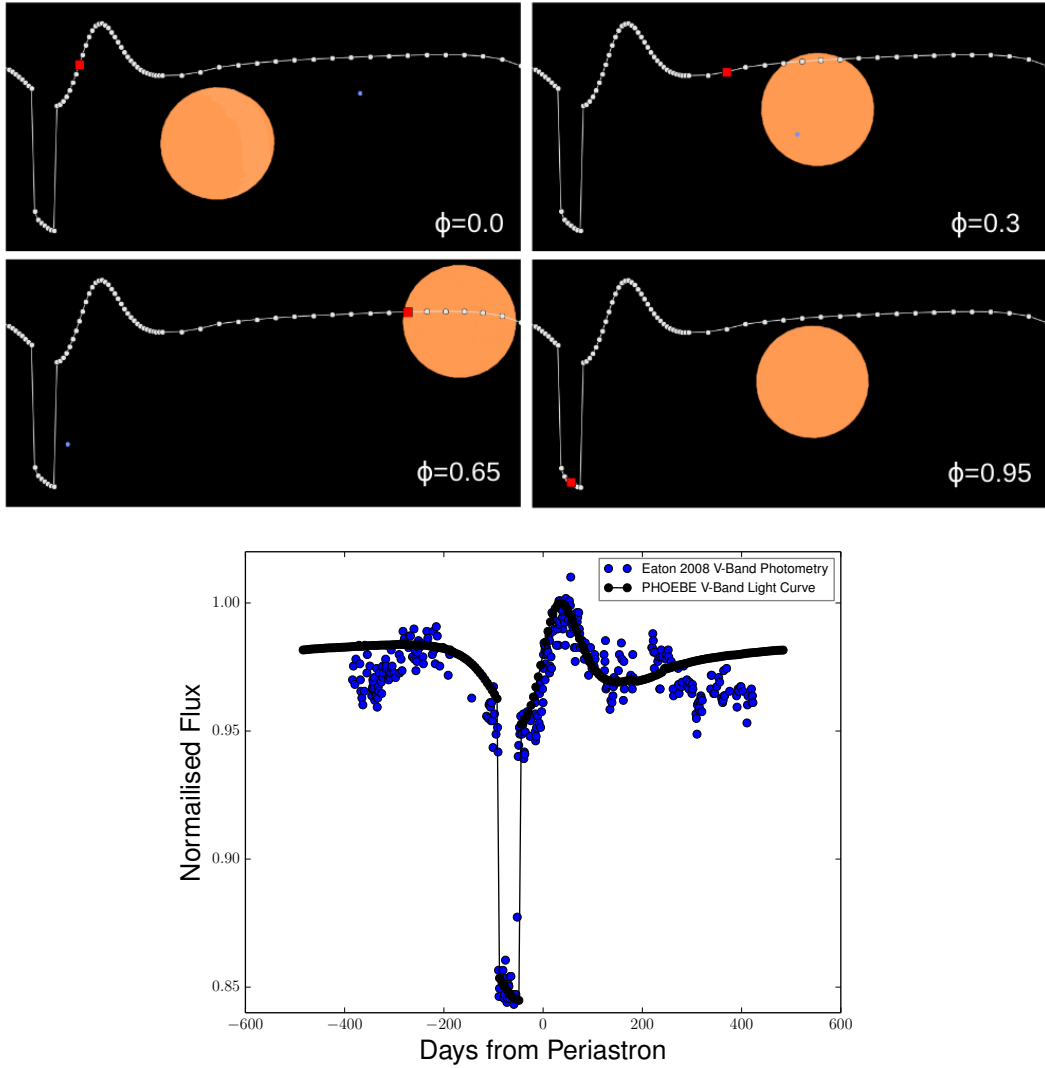 ϕ=0.0
ϕ=0.3
ϕ=0.65
ϕ=0.95
Eaton 2008 V-Band Photometry
PHOEBE V-Band Light Curve
1.00
0.95
0.90
0.85
Normailised Flux
−600
−400
−200
0
200
400
600
Days from Periastron